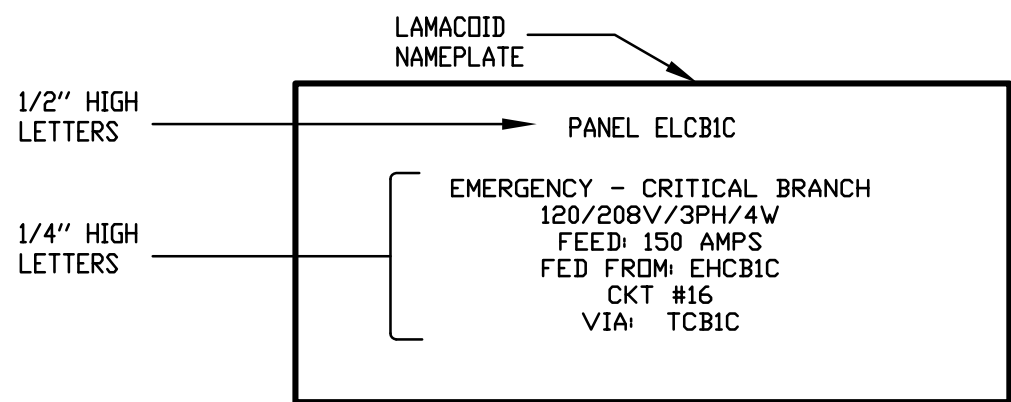 LAMACOID
NAMEPLATE
1/2" HIGH
LETTERS
PANEL ELCB1C
1/4" HIGH
LETTERS
EMERGENCY - CRITICAL BRANCH
120/208V/3PH/4W
FEED: 150 AMPS
FED FROM: EHCB1C
CKT #16
VIA: TCB1C